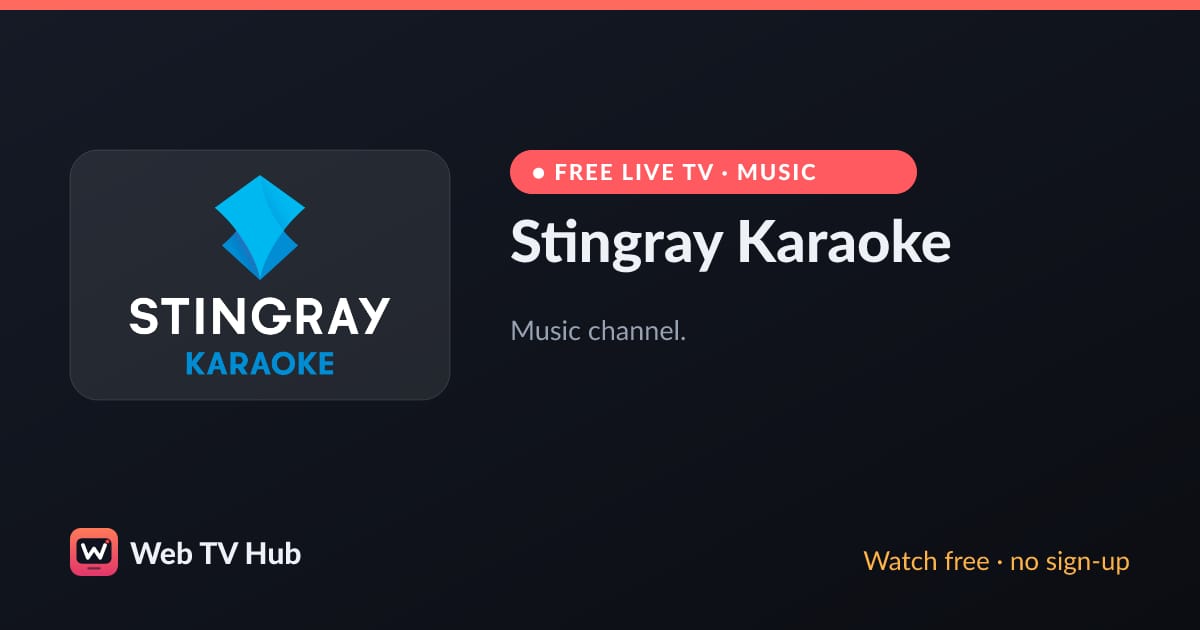 STINGRAY
KARAOKE
FREE LIVE TV · MUSIC
Stingray Karaoke
Music channel.
W
Web TV Hub
Watch free · no sign-up